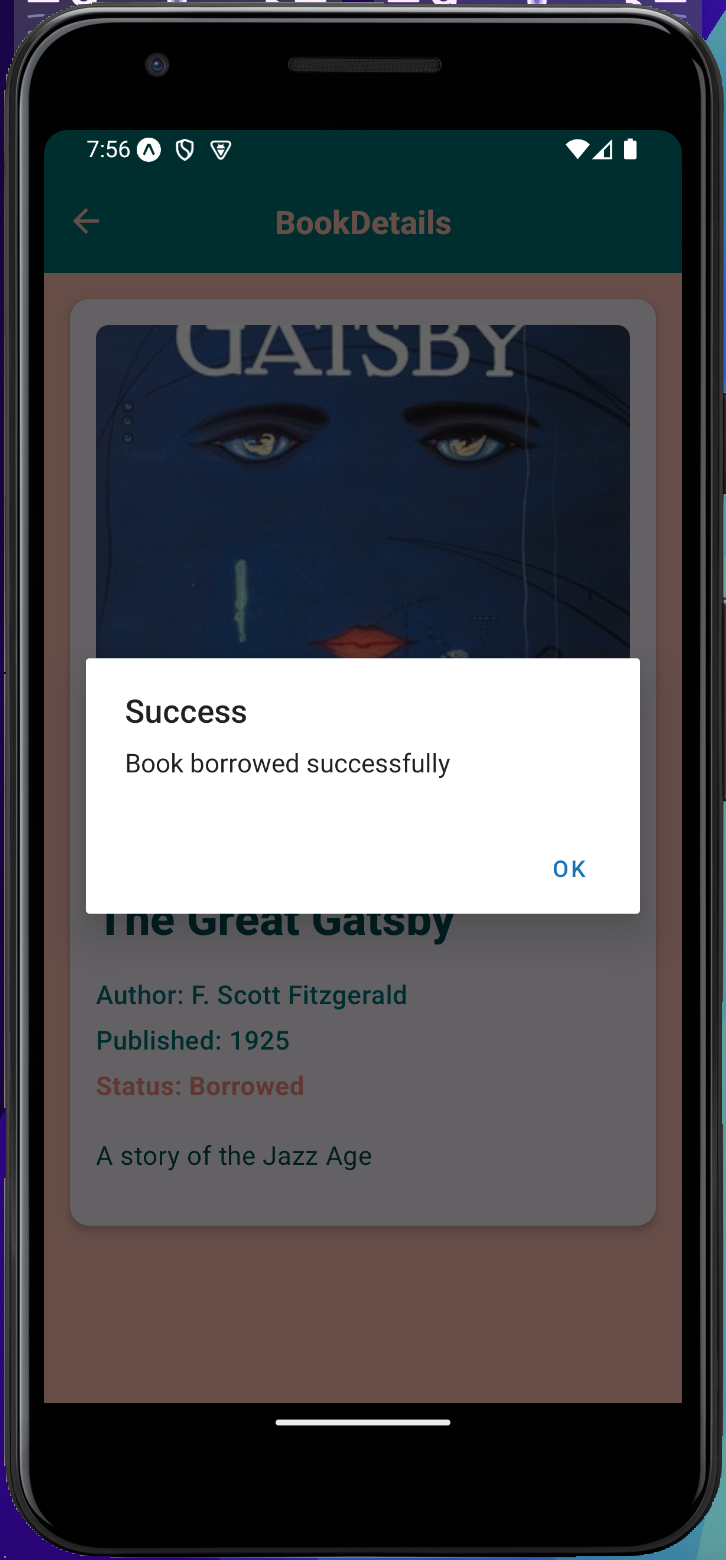 7:56
BookDetails
GATSBY
Success
Book borrowed successfully
OK
The Great Gatsby
Author: F. Scott Fitzgerald
Published: 1925
Status: Borrowed
A story of the Jazz Age